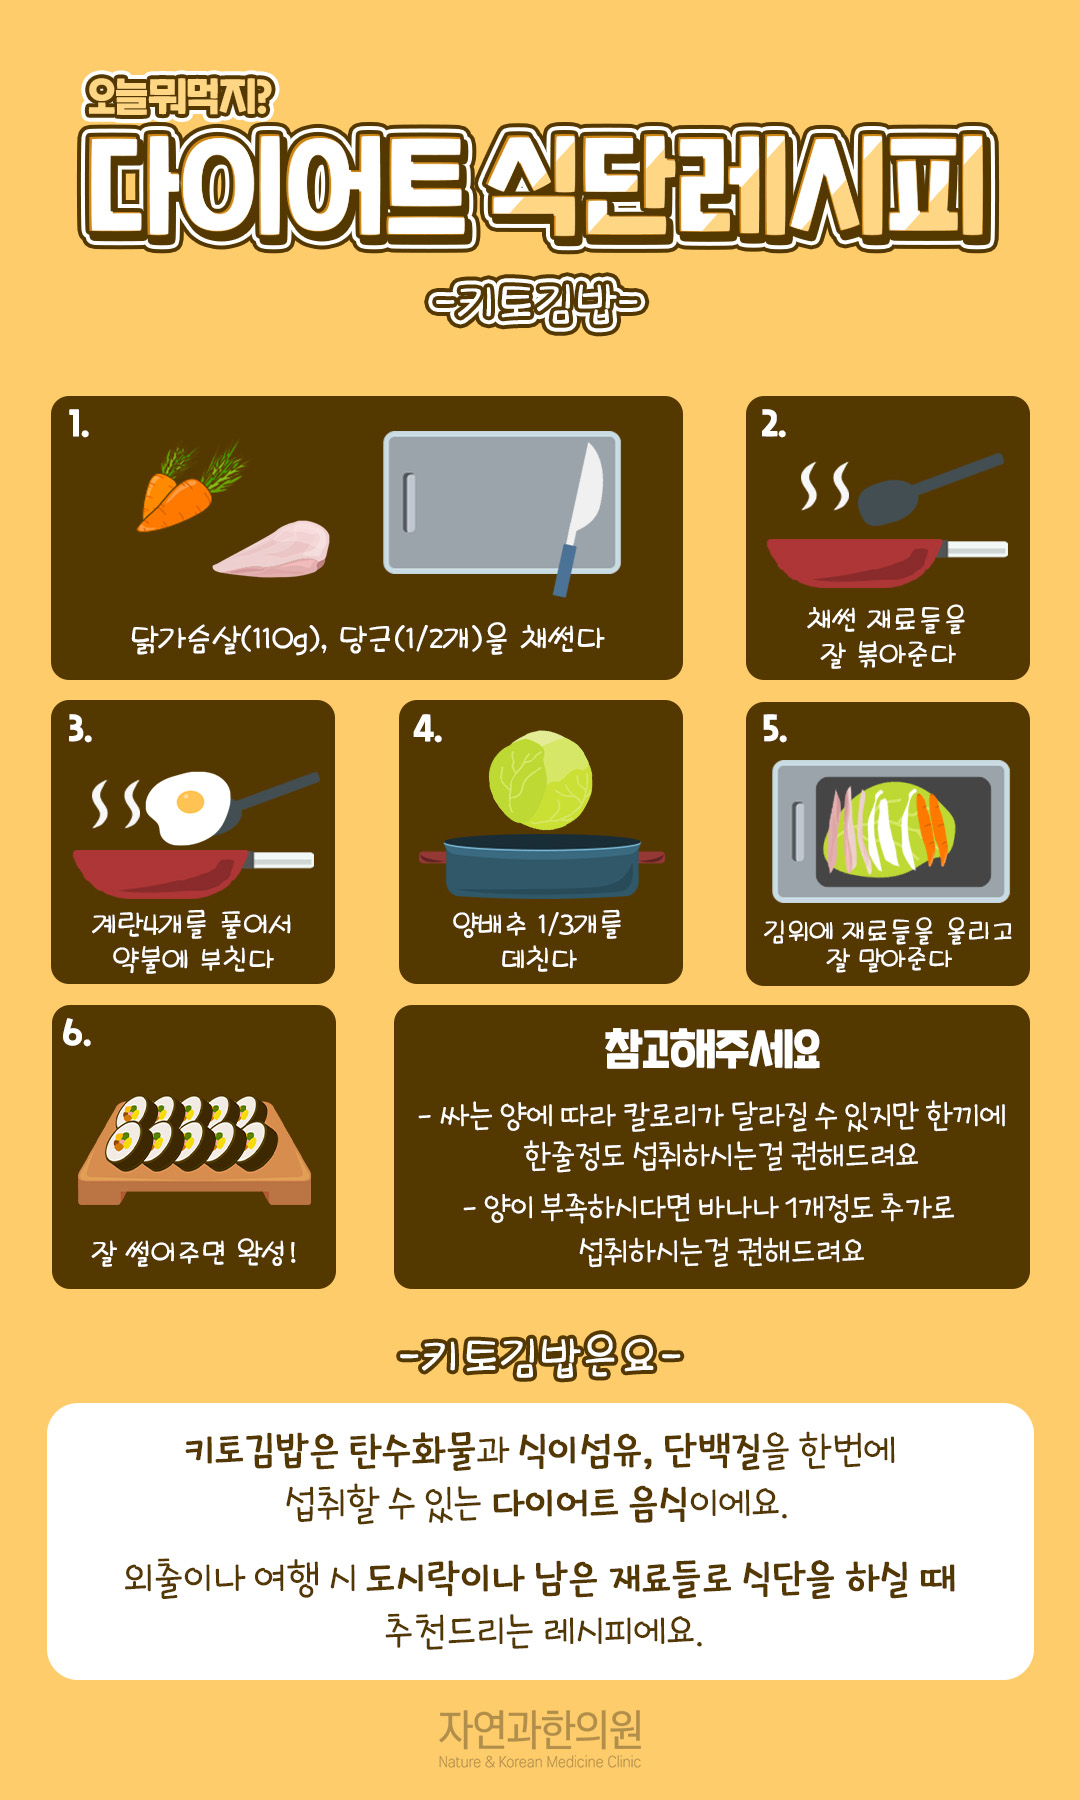 오늘뭐먹지?
다이어트 식단레시피
-키토김밥-
1.
닭가슴살(110g), 당근(1/2개)을 채썬다
2.
채썬 재료들을
잘 볶아준다
3.
계란4개를 풀어서
약불에 부친다
4.
양배추 1/3개를
데친다
5.
김위에 재료들을 올리고
잘 말아준다
6.
잘 썰어주면 완성!
참고해주세요
- 싸는 양에 따라 칼로리가 달라질 수 있지만 한끼에
한줄정도 섭취하시는걸 권해드려요
- 양이 부족하시다면 바나나 1개정도 추가로
섭취하시는걸 권해드려요
-키토김밥은요-
키토김밥은 탄수화물과 식이섬유, 단백질을 한번에
섭취할 수 있는 다이어트 음식이에요.
외출이나 여행 시 도시락이나 남은 재료들로 식단을 하실 때
추천드리는 레시피에요.
자연과한의원
Nature & Korean Medicine Clinic